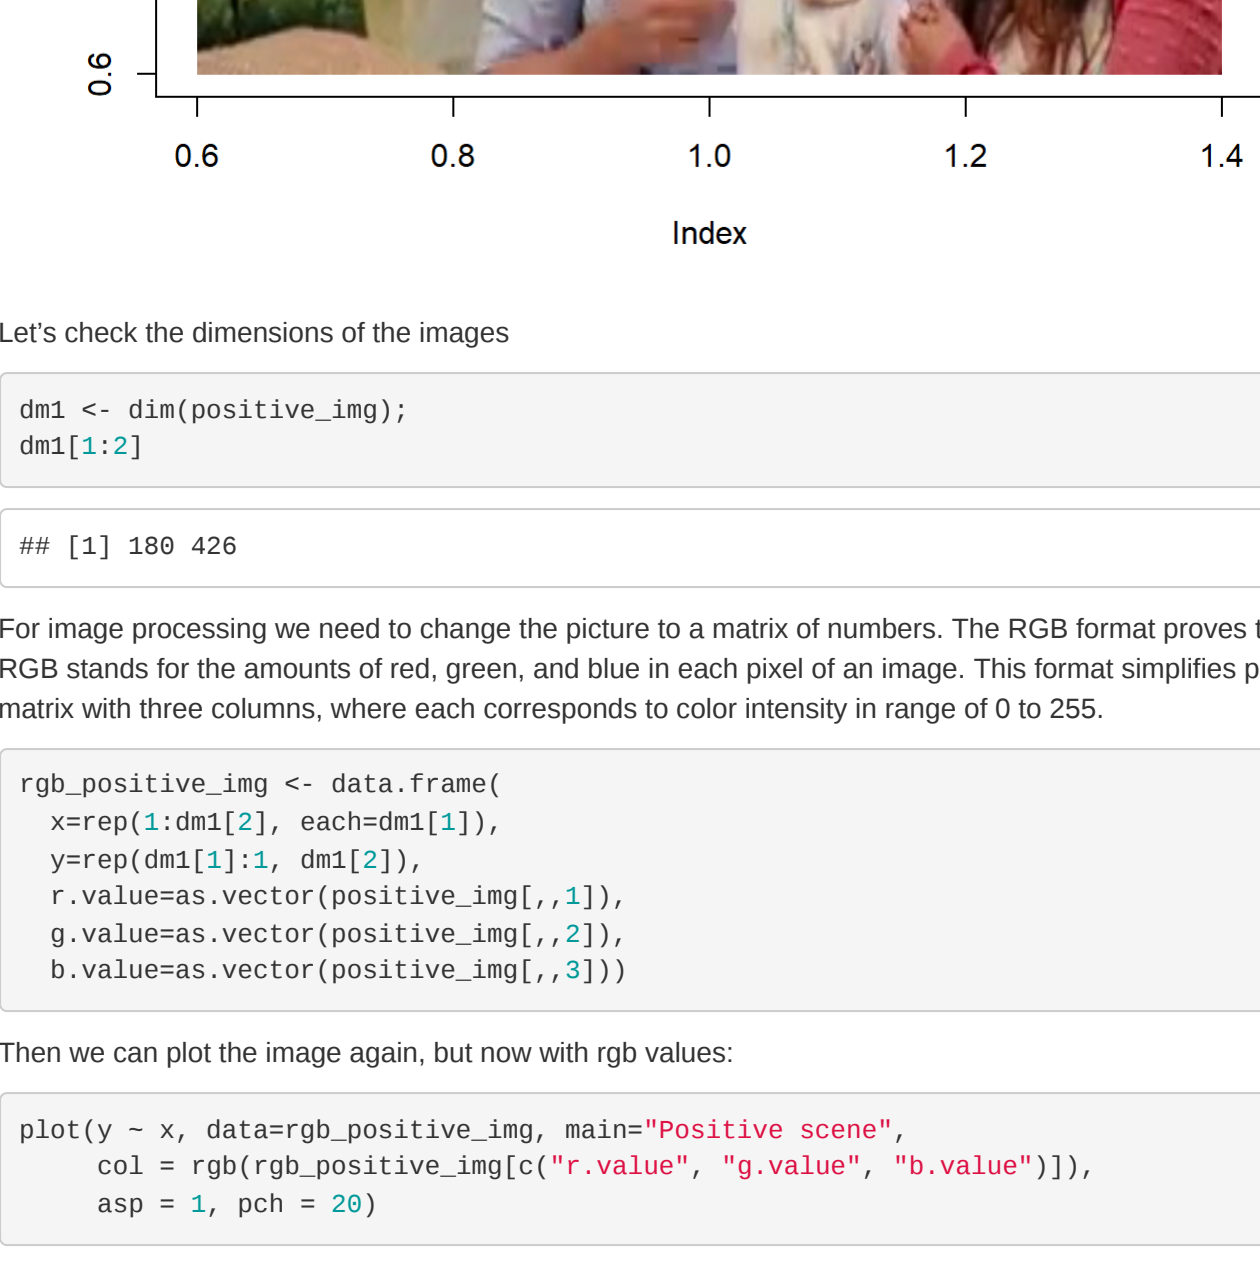 0.6
0.6 0.8 1.0 1.2 1.4
Index
Let’s check the dimensions of the images
dm1 <- dim(positive_img);
dm1[1:2]
## [1] 180 426
For image processing we need to change the picture to a matrix of numbers. The RGB format proves
RGB stands for the amounts of red, green, and blue in each pixel of an image. This format simplifies
matrix with three columns, where each corresponds to color intensity in range of 0 to 255.
rgb_positive_img <- data.frame(
  x=rep(1:dm1[2], each=dm1[1]),
  y=rep(dm1[1]:1, dm1[2]),
  r.value=as.vector(positive_img[,,1]),
  g.value=as.vector(positive_img[,,2]),
  b.value=as.vector(positive_img[,,3]))
Then we can plot the image again, but now with rgb values:
plot(y ~ x, data=rgb_positive_img, main="Positive scene",
     col = rgb(rgb_positive_img[c("r.value", "g.value", "b.value")]),
     asp = 1, pch = 20)